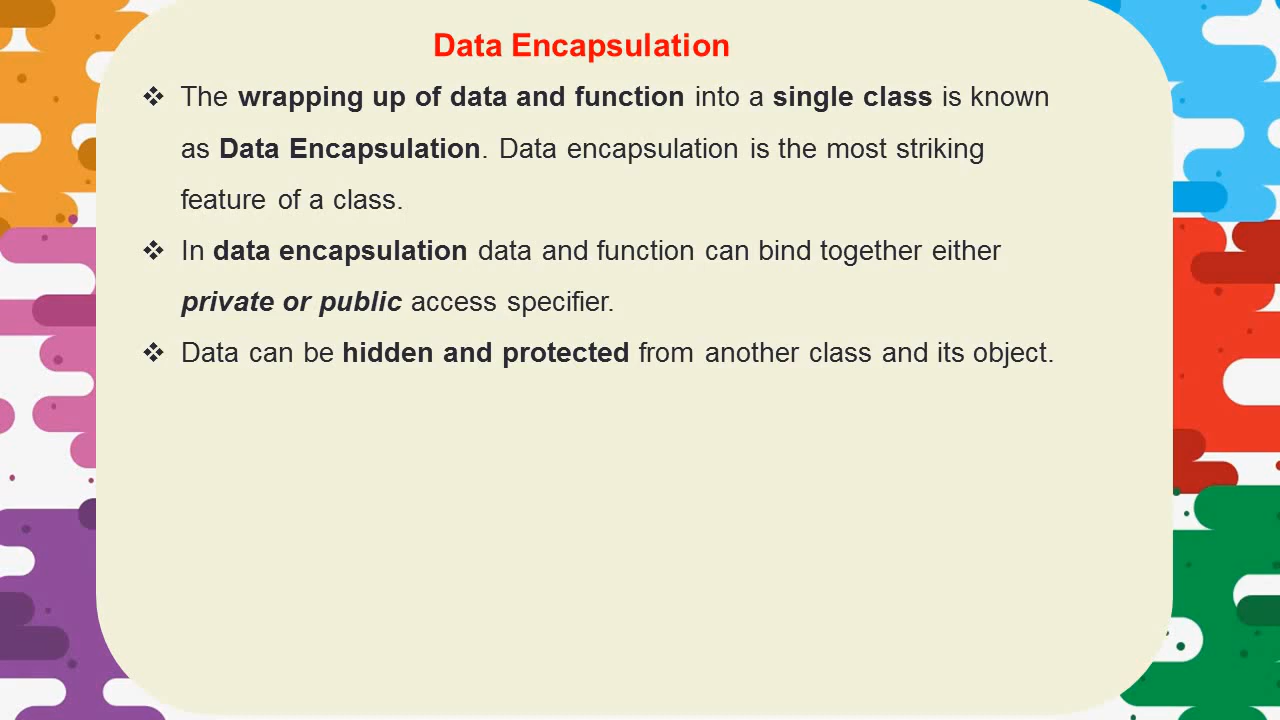 Data Encapsulation
❖ The wrapping up of data and function into a single class is known
as Data Encapsulation. Data encapsulation is the most striking
feature of a class.
❖ In data encapsulation data and function can bind together either
private or public access specifier.
❖ Data can be hidden and protected from another class and its object.